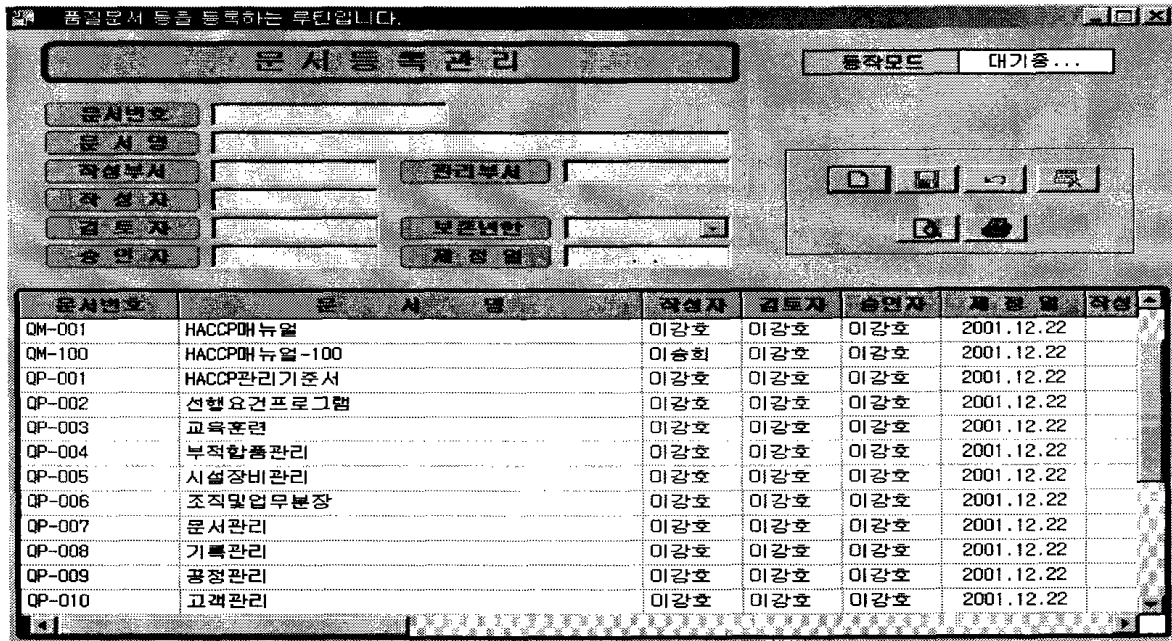 품질문서 등을 등록하는 루틴입니다.
문서등록관리
동작모드 대기중...
문서번호
문 서 명
작성부서 관리부서
작 성 자
검 토 자 보존년한
승 인 자 제 정 일
문서번호 문 서 명 작성자 검토자 승인자 제 정 일 작성
QM-001 HACCP매뉴얼 이강호 이강호 이강호 2001.12.22
QM-100 HACCP매뉴얼-100 이승희 이강호 이강호 2001.12.22
QP-001 HACCP관리기준서 이강호 이강호 이강호 2001.12.22
QP-002 선행요건프로그램 이강호 이강호 이강호 2001.12.22
QP-003 교육훈련 이강호 이강호 이강호 2001.12.22
QP-004 부적합품관리 이강호 이강호 이강호 2001.12.22
QP-005 시설장비관리 이강호 이강호 이강호 2001.12.22
QP-006 조직및업무분장 이강호 이강호 이강호 2001.12.22
QP-007 문서관리 이강호 이강호 이강호 2001.12.22
QP-008 기록관리 이강호 이강호 이강호 2001.12.22
QP-009 공정관리 이강호 이강호 이강호 2001.12.22
QP-010 고객관리 이강호 이강호 이강호 2001.12.22